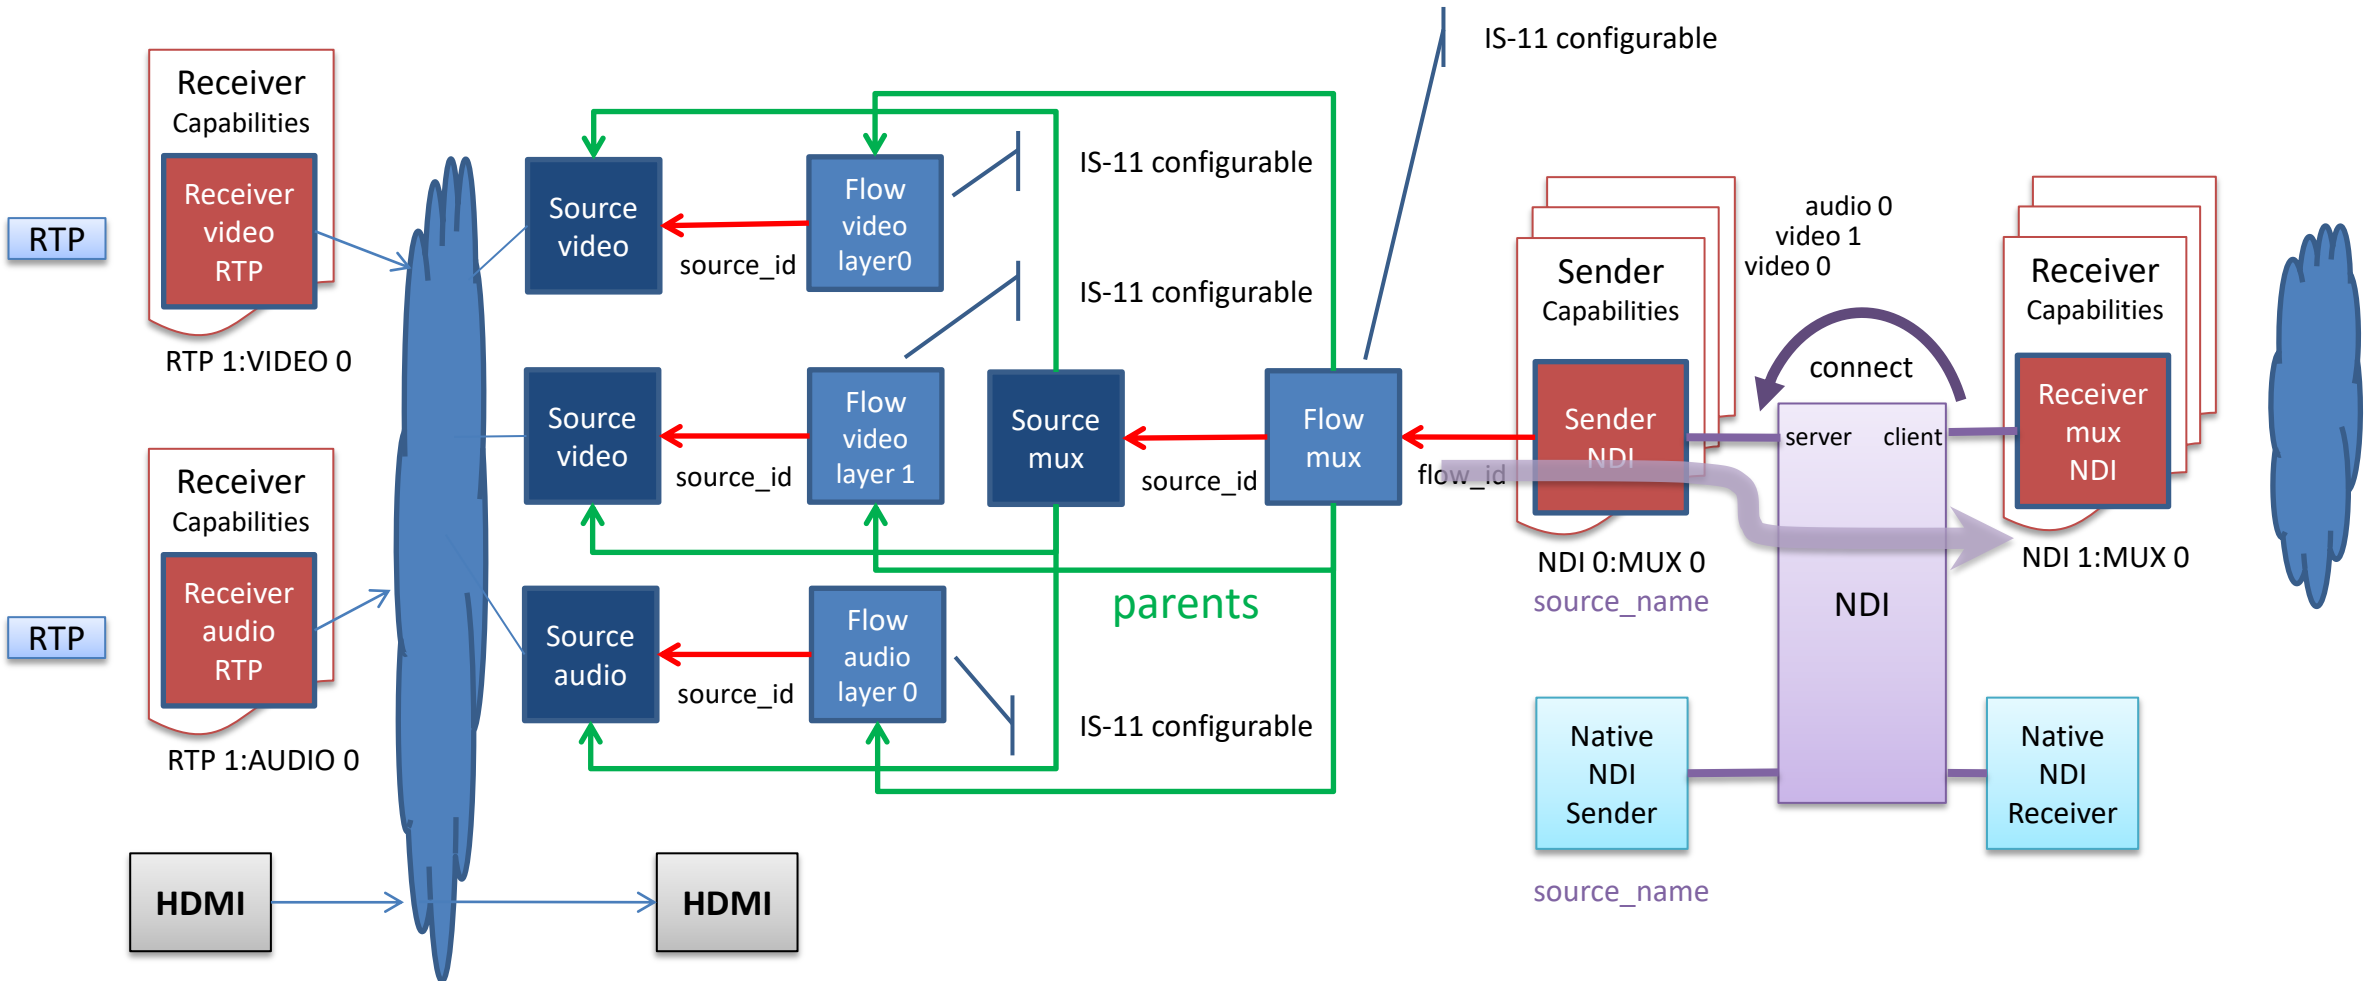 IS-11 configurable
Receiver
Capabilities
Receiver
video
RTP
RTP
RTP 1:VIDEO 0
Receiver
Capabilities
Receiver
audio
RTP
RTP
RTP 1:AUDIO 0
HDMI
HDMI
Source
video
source_id
Flow
video
layer0
IS-11 configurable
IS-11 configurable
Source
video
source_id
Flow
video
layer 1
Source
mux
source_id
Flow
mux
flow_id
parents
Source
audio
source_id
Flow
audio
layer 0
IS-11 configurable
Sender
Capabilities
Sender
NDI
NDI 0:MUX 0
source_name
audio 0
video 1
video 0
connect
server
client
NDI
Receiver
Capabilities
Receiver
mux
NDI
NDI 1:MUX 0
Native
NDI
Sender
source_name
Native
NDI
Receiver